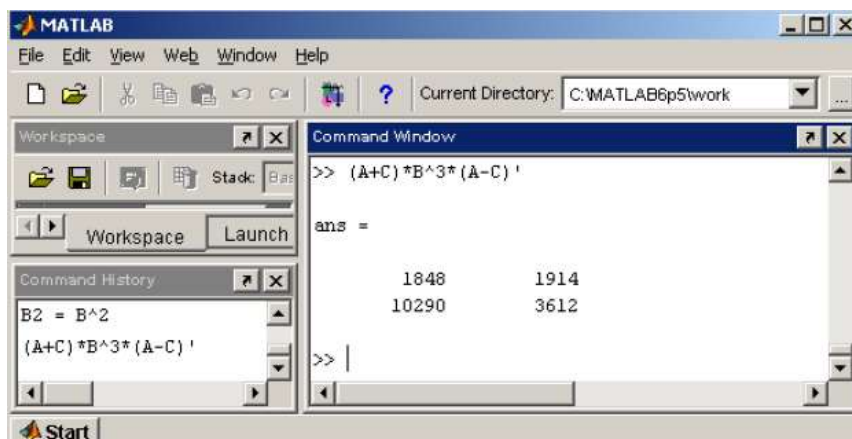 MATLAB
File Edit View Web Window Help
? Current Directory: C:\MATLAB6p5\work ...
Workspace
Stack:
Workspace Launch
Command History
B2 = B^2
(A+C)*B^3*(A-C)'
Command Window
>> (A+C)*B^3*(A-C)'
ans =
1848 1914
10290 3612
>>
Start